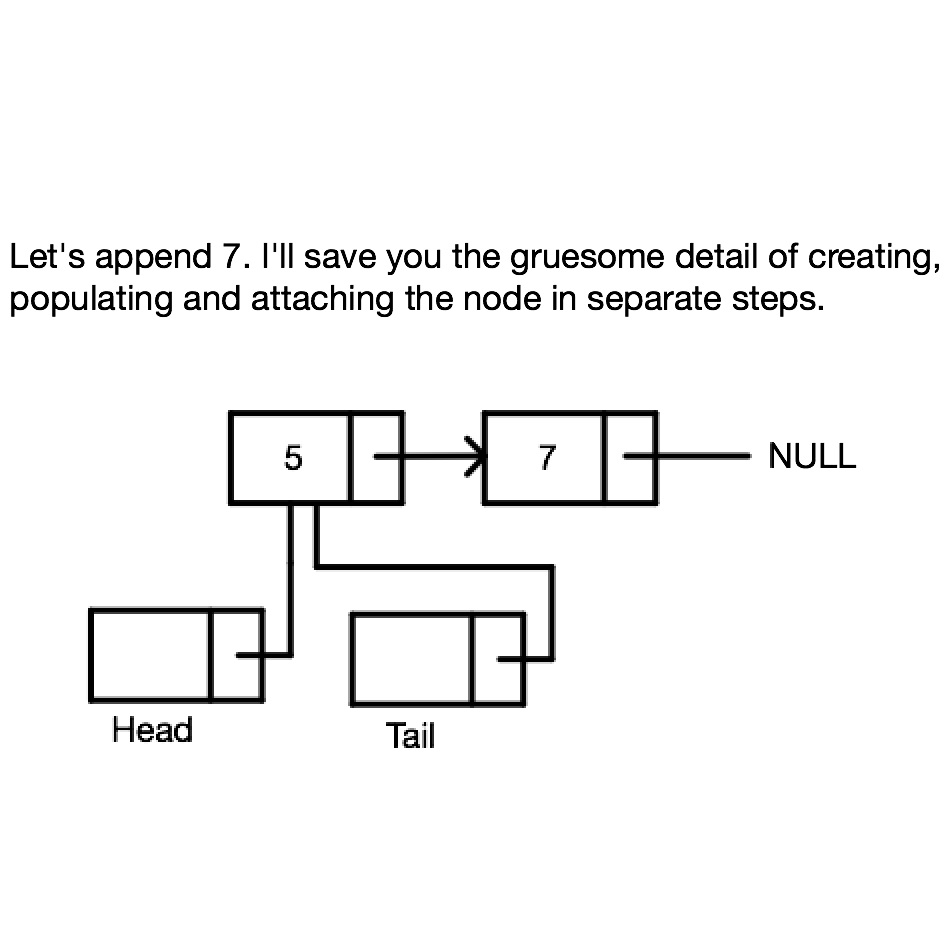 Let's append 7. I'll save you the gruesome detail of creating,
populating and attaching the node in separate steps.
5
7
NULL
Head
Tail